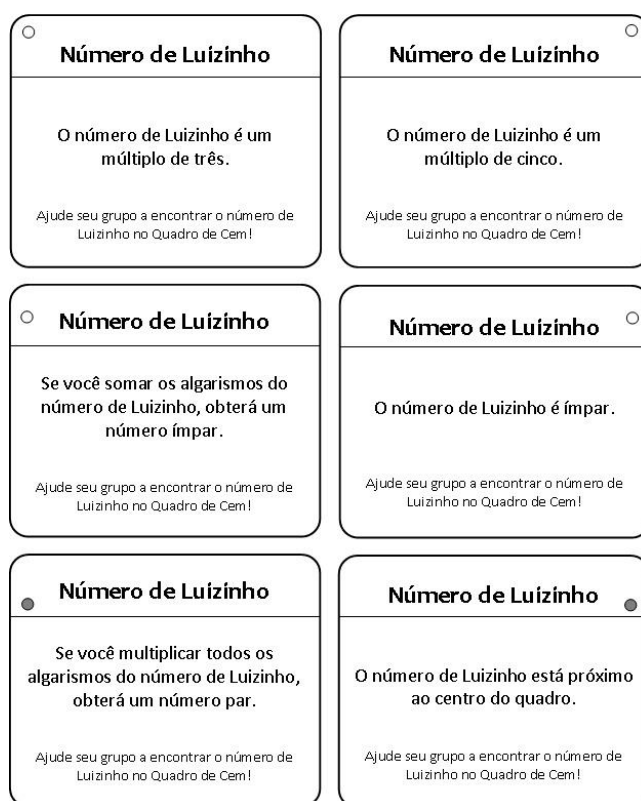 Número de Luizinho
O número de Luizinho é um
múltiplo de três.
Ajude seu grupo a encontrar o número de
Luizinho no Quadro de Cem!
Número de Luizinho
O número de Luizinho é um
múltiplo de cinco.
Ajude seu grupo a encontrar o número de
Luizinho no Quadro de Cem!
Número de Luizinho
Se você somar os algarismos do
número de Luizinho, obterá um
número ímpar.
Ajude seu grupo a encontrar o número de
Luizinho no Quadro de Cem!
Número de Luizinho
O número de Luizinho é ímpar.
Ajude seu grupo a encontrar o número de
Luizinho no Quadro de Cem!
Número de Luizinho
Se você multiplicar todos os
algarismos do número de Luizinho,
obterá um número par.
Ajude seu grupo a encontrar o número de
Luizinho no Quadro de Cem!
Número de Luizinho
O número de Luizinho está próximo
ao centro do quadro.
Ajude seu grupo a encontrar o número de
Luizinho no Quadro de Cem!